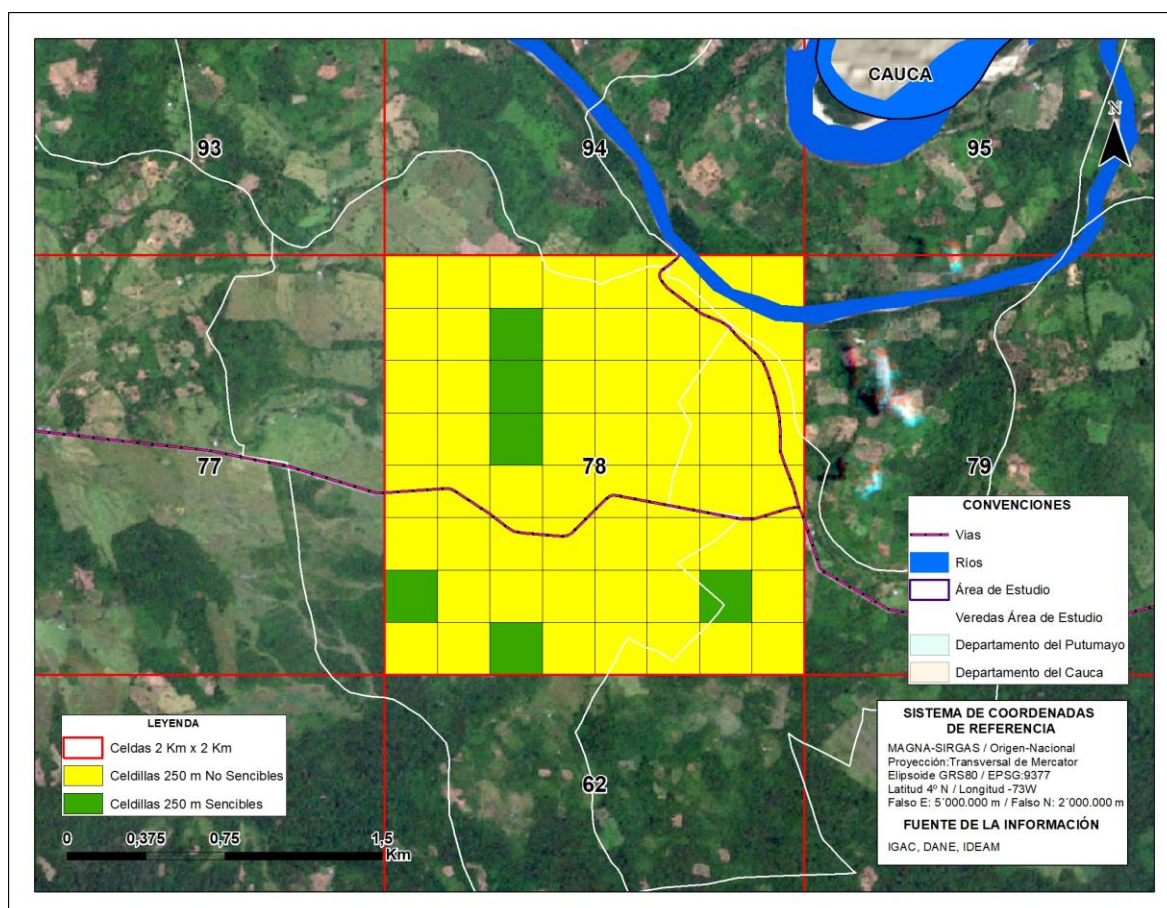 CAUCA
93
94
95
N
77
78
79
62
CONVENCIONES
Vias
Ríos
Área de Estudio
Veredas Área de Estudio
Departamento del Putumayo
Departamento del Cauca
LEYENDA
Celdas 2 Km x 2 Km
Celdillas 250 m No Sencibles
Celdillas 250 m Sencibles
0 0,375 0,75 1,5
Km
SISTEMA DE COORDENADAS
DE REFERENCIA
MAGNA-SIRGAS / Origen-Nacional
Proyección:Transversal de Mercator
Elipsoide GRS80 / EPSG:9377
Latitud 4º N / Longitud -73W
Falso E: 5´000.000 m / Falso N: 2´000.000 m
FUENTE DE LA INFORMACIÓN
IGAC, DANE, IDEAM